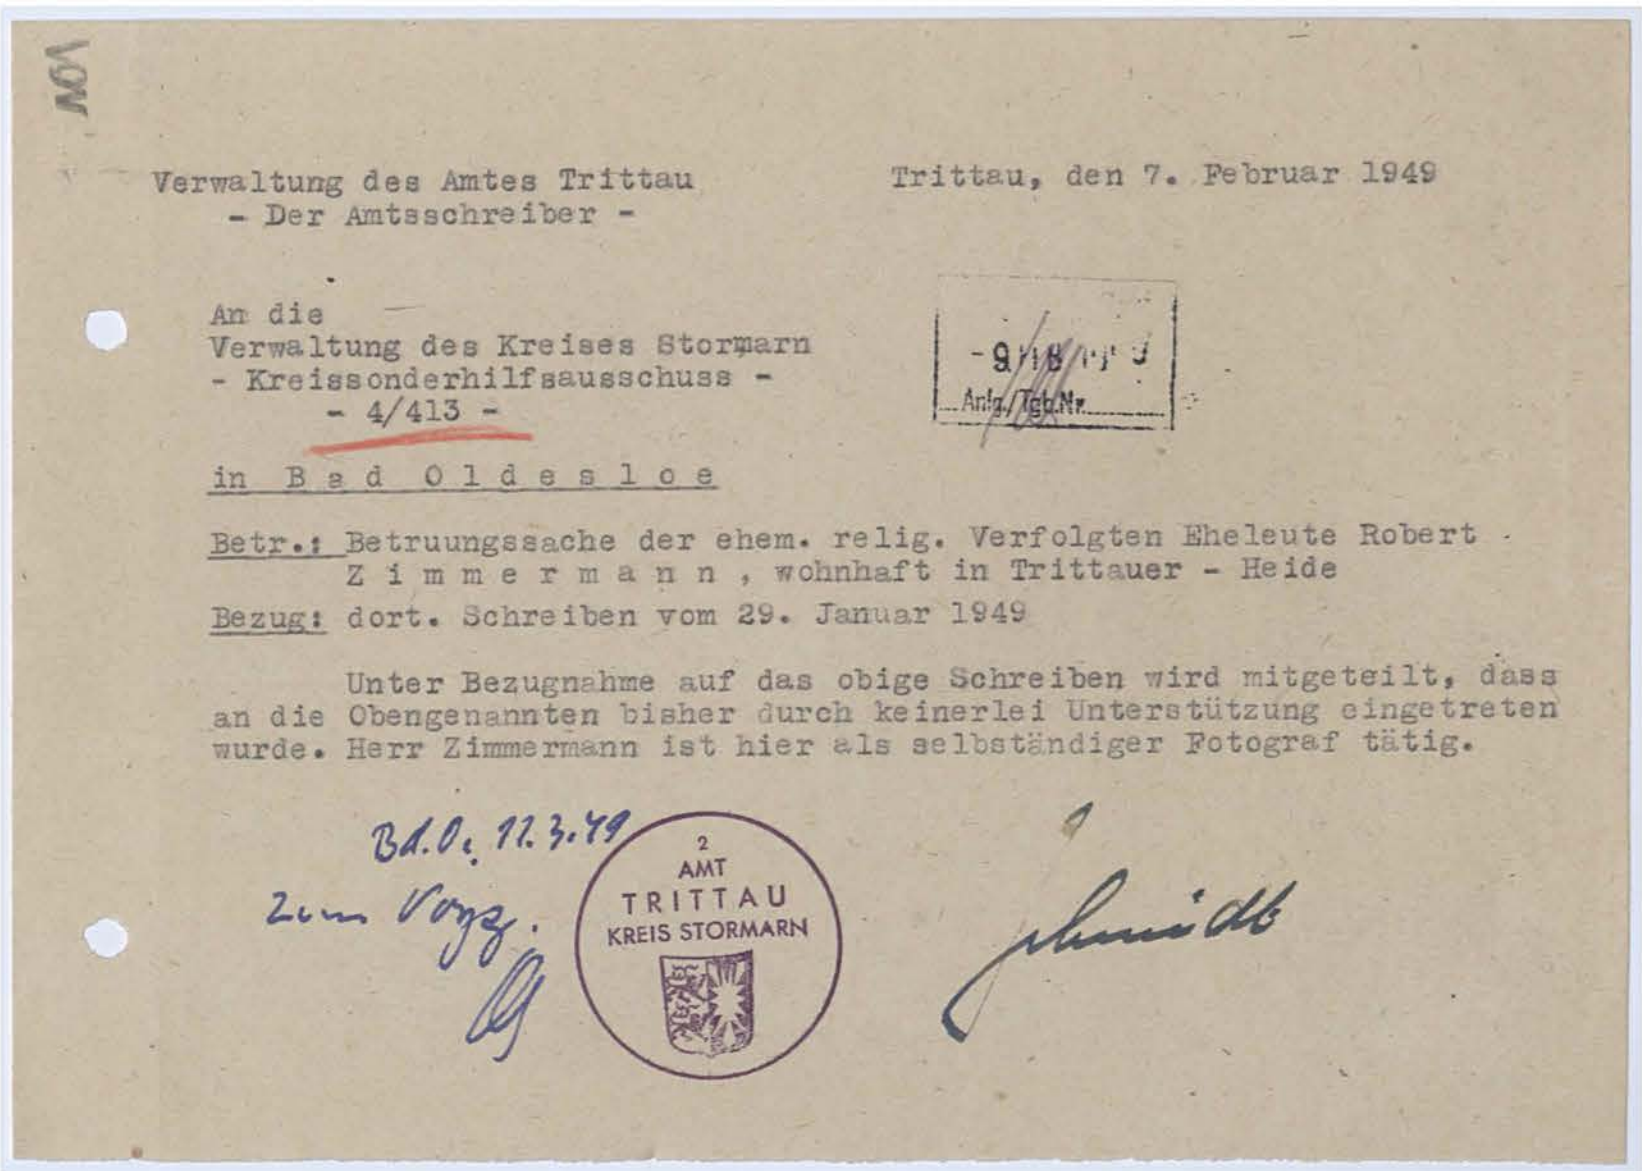 Verwaltung des Amtes Trittau
- Der Amtsschreiber -
Trittau, den 7. Februar 1949
An die
Verwaltung des Kreises Stormarn
- Kreissonderhilfsausschuss -
- 4/413 -
in Bad Oldesloe
Anlg./Tgb.Nr.
Betr.: Betruungssache der ehem. relig. Verfolgten Eheleute Robert
Zimmermann, wohnhaft in Trittauer - Heide
Bezug: dort. Schreiben vom 29. Januar 1949
Unter Bezugnahme auf das obige Schreiben wird mitgeteilt, dass
an die Obengenannten bisher durch keinerlei Unterstützung eingetreten
wurde. Herr Zimmermann ist hier als selbständiger Fotograf tätig.
Bd.O., 11.3.49
zum Vorg.
2
AMT
TRITTAU
KREIS STORMARN
Schmidt